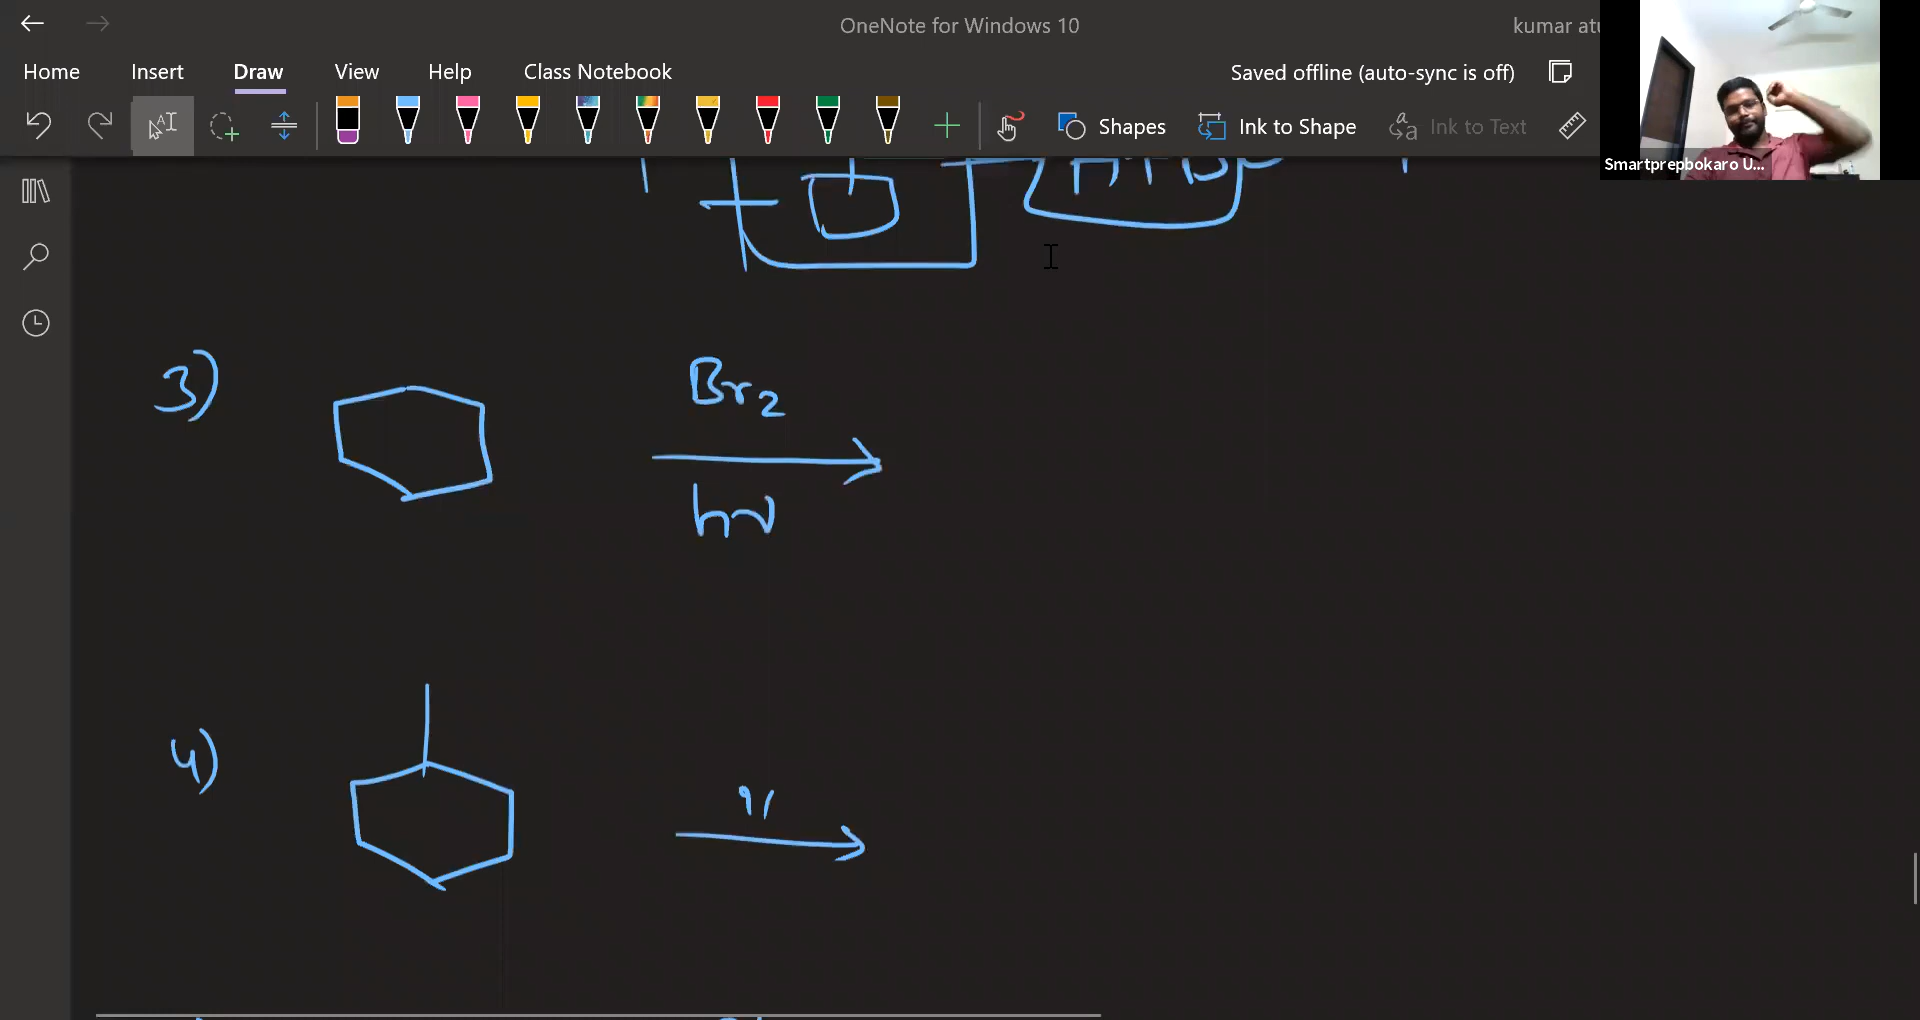 OneNote for Windows 10
kumar atu
Home Insert Draw View Help Class Notebook
Saved offline (auto-sync is off)
Shapes Ink to Shape Ink to Text
Smartprepbokaro U...
3)
Br2
hν
4)
"